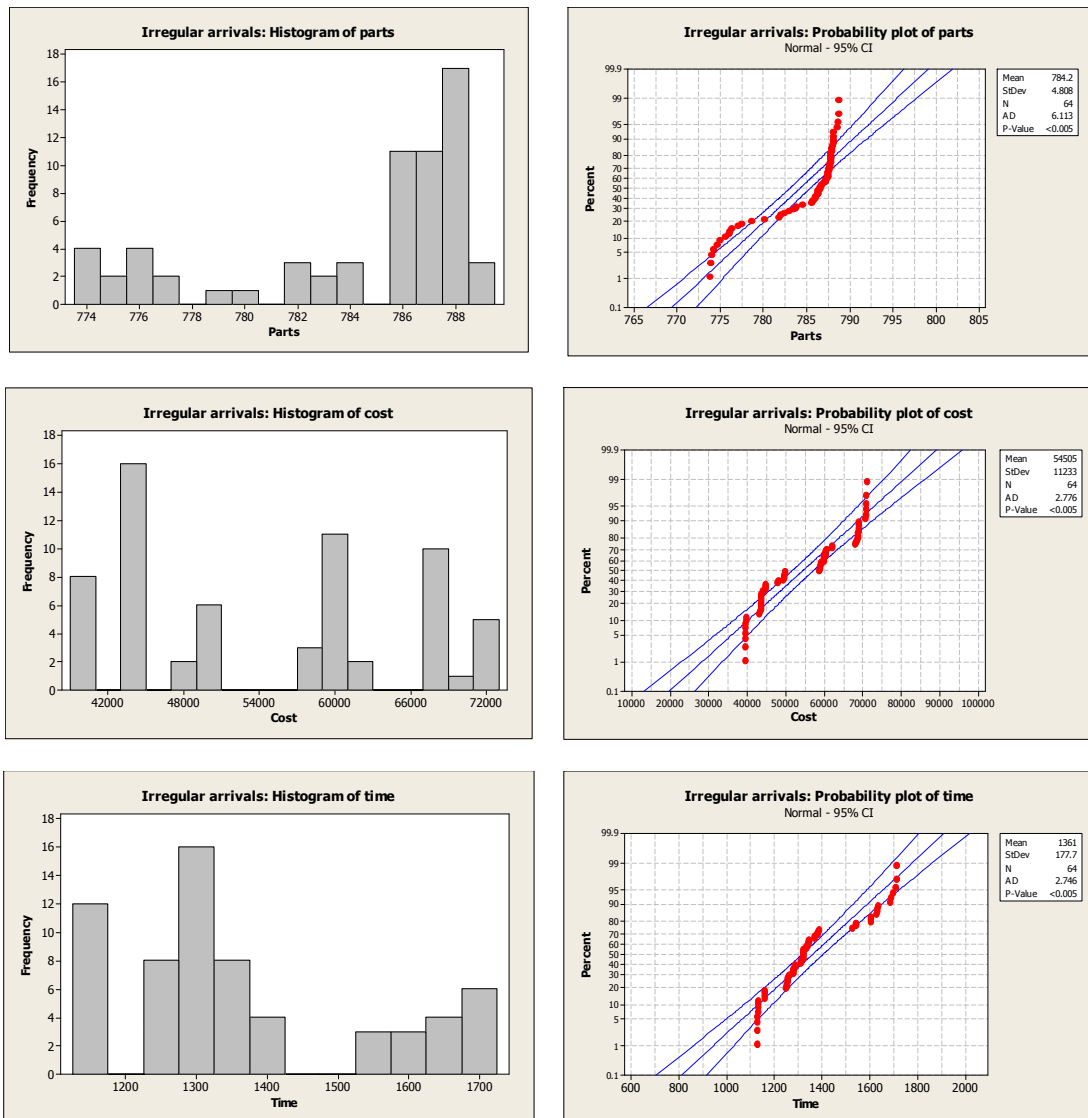 Irregular arrivals: Histogram of parts
18
16
14
12
10
8
6
4
2
0
Frequency
774 776 778 780 782 784 786 788
Parts
Irregular arrivals: Probability plot of parts
Normal - 95% CI
99.9
99
95
90
80
70
60
50
40
30
20
10
5
1
0.1
Percent
765 770 775 780 785 790 795 800 805
Parts
Mean 784.2
StDev 4.808
N 64
AD 6.113
P-Value <0.005
Irregular arrivals: Histogram of cost
18
16
14
12
10
8
6
4
2
0
Frequency
42000 48000 54000 60000 66000 72000
Cost
Irregular arrivals: Probability plot of cost
Normal - 95% CI
99.9
99
95
90
80
70
60
50
40
30
20
10
5
1
0.1
Percent
10000 20000 30000 40000 50000 60000 70000 80000 90000 100000
Cost
Mean 54505
StDev 11233
N 64
AD 2.776
P-Value <0.005
Irregular arrivals: Histogram of time
18
16
14
12
10
8
6
4
2
0
Frequency
1200 1300 1400 1500 1600 1700
Time
Irregular arrivals: Probability plot of time
Normal - 95% CI
99.9
99
95
90
80
70
60
50
40
30
20
10
5
1
0.1
Percent
600 800 1000 1200 1400 1600 1800 2000
Time
Mean 1361
StDev 177.7
N 64
AD 2.746
P-Value <0.005